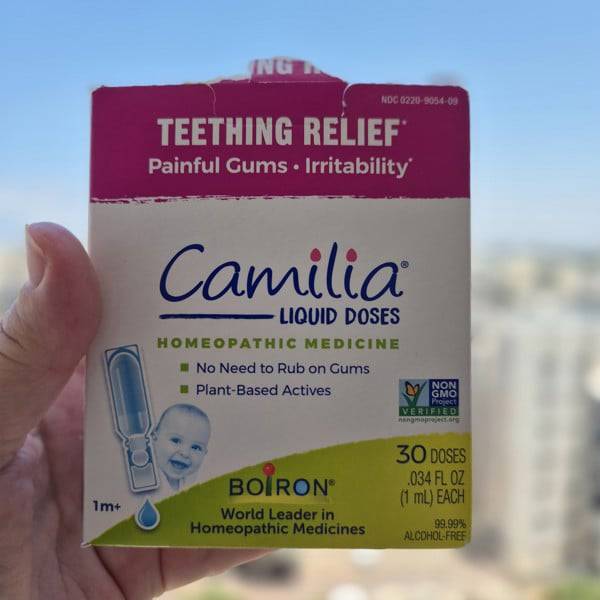 NG
NDC 0220-9054-09
TEETHING RELIEF*
Painful Gums • Irritability*
Camilia®
LIQUID DOSES
HOMEOPATHIC MEDICINE
No Need to Rub on Gums
Plant-Based Actives
NON
GMO
Project
VERIFIED
nongmoproject.org
30 DOSES
.034 FL OZ
(1 mL) EACH
99.99%
ALCOHOL-FREE
1m+
BOIRON®
World Leader in
Homeopathic Medicines